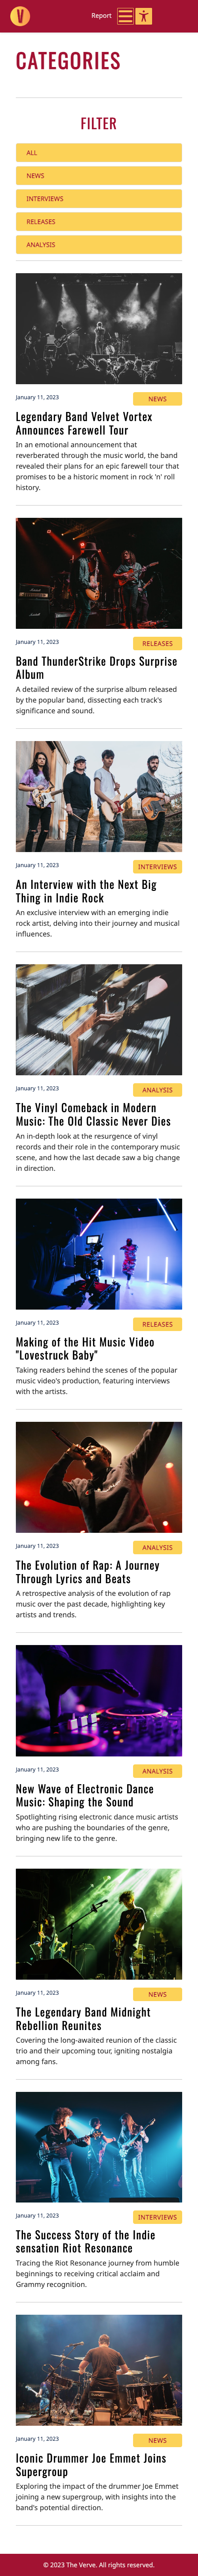 V
Report
CATEGORIES
FILTER
ALL
NEWS
INTERVIEWS
RELEASES
ANALYSIS
January 11, 2023
NEWS
Legendary Band Velvet Vortex
Announces Farewell Tour
In an emotional announcement that
reverberated through the music world, the band
revealed their plans for an epic farewell tour that
promises to be a historic moment in rock 'n' roll
history.
January 11, 2023
RELEASES
Band ThunderStrike Drops Surprise
Album
A detailed review of the surprise album released
by the popular band, dissecting each track's
significance and sound.
January 11, 2023
INTERVIEWS
An Interview with the Next Big
Thing in Indie Rock
An exclusive interview with an emerging indie
rock artist, delving into their journey and musical
influences.
January 11, 2023
ANALYSIS
The Vinyl Comeback in Modern
Music: The Old Classic Never Dies
An in-depth look at the resurgence of vinyl
records and their role in the contemporary music
scene, and how the last decade saw a big change
in direction.
January 11, 2023
RELEASES
Making of the Hit Music Video
"Lovestruck Baby"
Taking readers behind the scenes of the popular
music video's production, featuring interviews
with the artists.
January 11, 2023
ANALYSIS
The Evolution of Rap: A Journey
Through Lyrics and Beats
A retrospective analysis of the evolution of rap
music over the past decade, highlighting key
artists and trends.
January 11, 2023
ANALYSIS
New Wave of Electronic Dance
Music: Shaping the Sound
Spotlighting rising electronic dance music artists
who are pushing the boundaries of the genre,
bringing new life to the genre.
January 11, 2023
NEWS
The Legendary Band Midnight
Rebellion Reunites
Covering the long-awaited reunion of the classic
trio and their upcoming tour, igniting nostalgia
among fans.
January 11, 2023
INTERVIEWS
The Success Story of the Indie
sensation Riot Resonance
Tracing the Riot Resonance journey from humble
beginnings to receiving critical acclaim and
Grammy recognition.
January 11, 2023
NEWS
Iconic Drummer Joe Emmet Joins
Supergroup
Exploring the impact of the drummer Joe Emmet
joining a new supergroup, with insights into the
band's potential direction.
© 2023 The Verve. All rights reserved.